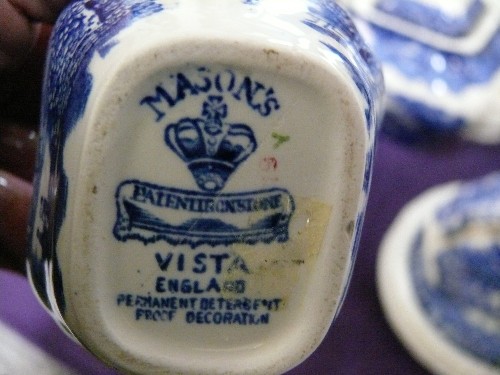 MASON'S
PATENT IRONSTONE
VISTA
ENGLAND
PERMANENT DETERGENT
PROOF DECORATION